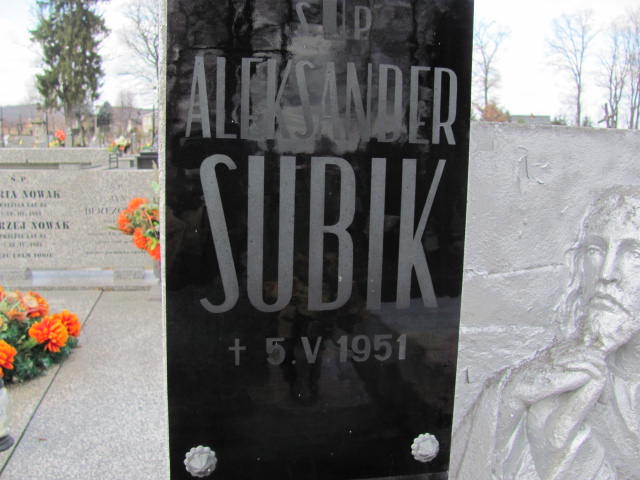 Ś P
ALEKSANDER
SUBIK
† 5. V. 1951
Ś.P.
NOWAK
NOWAK